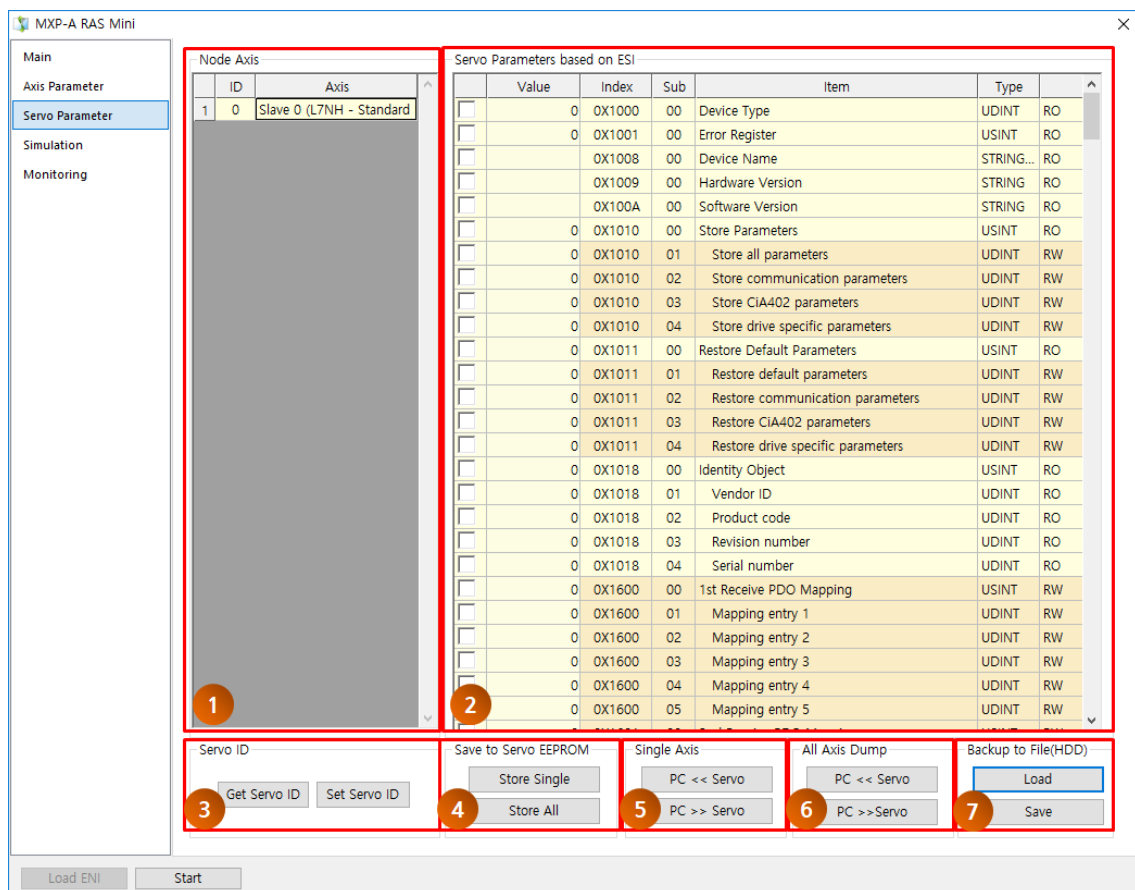 MXP-A RAS Mini
Main
Axis Parameter
Servo Parameter
Simulation
Monitoring
Node Axis
ID Axis
1 0 Slave 0 (L7NH - Standard
1
Servo Parameters based on ESI
Value Index Sub Item Type
0 0X1000 00 Device Type UDINT RO
0 0X1001 00 Error Register USINT RO
0X1008 00 Device Name STRING... RO
0X1009 00 Hardware Version STRING RO
0X100A 00 Software Version STRING RO
0 0X1010 00 Store Parameters USINT RO
0 0X1010 01 Store all parameters UDINT RW
0 0X1010 02 Store communication parameters UDINT RW
0 0X1010 03 Store CiA402 parameters UDINT RW
0 0X1010 04 Store drive specific parameters UDINT RW
0 0X1011 00 Restore Default Parameters USINT RO
0 0X1011 01 Restore default parameters UDINT RW
0 0X1011 02 Restore communication parameters UDINT RW
0 0X1011 03 Restore CiA402 parameters UDINT RW
0 0X1011 04 Restore drive specific parameters UDINT RW
0 0X1018 00 Identity Object USINT RO
0 0X1018 01 Vendor ID UDINT RO
0 0X1018 02 Product code UDINT RO
0 0X1018 03 Revision number UDINT RO
0 0X1018 04 Serial number UDINT RO
0 0X1600 00 1st Receive PDO Mapping USINT RW
0 0X1600 01 Mapping entry 1 UDINT RW
0 0X1600 02 Mapping entry 2 UDINT RW
0 0X1600 03 Mapping entry 3 UDINT RW
0 0X1600 04 Mapping entry 4 UDINT RW
0 0X1600 05 Mapping entry 5 UDINT RW
2
Servo ID
Get Servo ID Set Servo ID
3
Save to Servo EEPROM
Store Single
Store All
4
Single Axis
PC << Servo
PC >> Servo
5
All Axis Dump
PC << Servo
PC >>Servo
6
Backup to File(HDD)
Load
Save
7
Load ENI Start